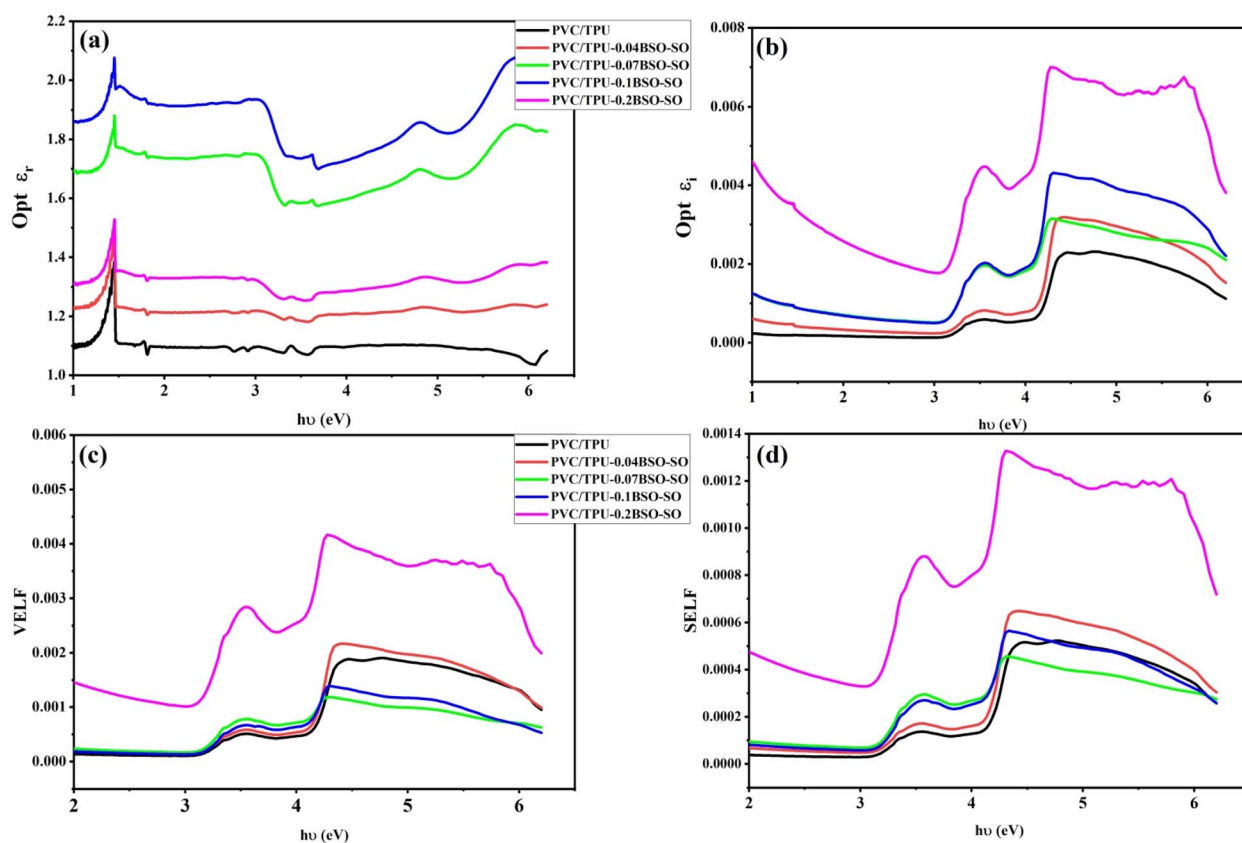 (a)
2.2
2.0
1.8
1.6
1.4
1.2
1.0
Opt εr
1 2 3 4 5 6
hυ (eV)
PVC/TPU
PVC/TPU-0.04BSO-SO
PVC/TPU-0.07BSO-SO
PVC/TPU-0.1BSO-SO
PVC/TPU-0.2BSO-SO
(b)
0.008
0.006
0.004
0.002
0.000
Opt εi
1 2 3 4 5 6
hυ (eV)
(c)
0.006
0.005
0.004
0.003
0.002
0.001
0.000
VELF
2 3 4 5 6
hυ (eV)
PVC/TPU
PVC/TPU-0.04BSO-SO
PVC/TPU-0.07BSO-SO
PVC/TPU-0.1BSO-SO
PVC/TPU-0.2BSO-SO
(d)
0.0014
0.0012
0.0010
0.0008
0.0006
0.0004
0.0002
0.0000
SELF
2 3 4 5 6
hυ (eV)